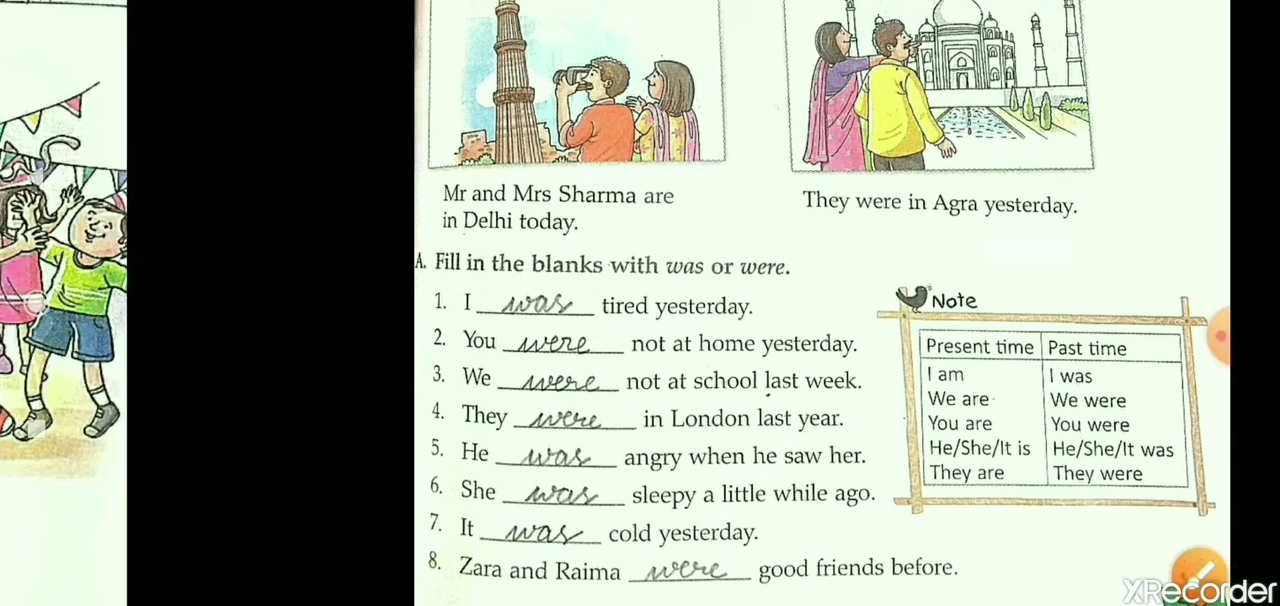 Mr and Mrs Sharma are
in Delhi today.
They were in Agra yesterday.
A. Fill in the blanks with was or were.
1. I was tired yesterday.
2. You were not at home yesterday.
3. We were not at school last week.
4. They were in London last year.
5. He was angry when he saw her.
6. She was sleepy a little while ago.
7. It was cold yesterday.
8. Zara and Raima were good friends before.
Note
Present time Past time
I am I was
We are We were
You are You were
He/She/It is He/She/It was
They are They were
XRecorder